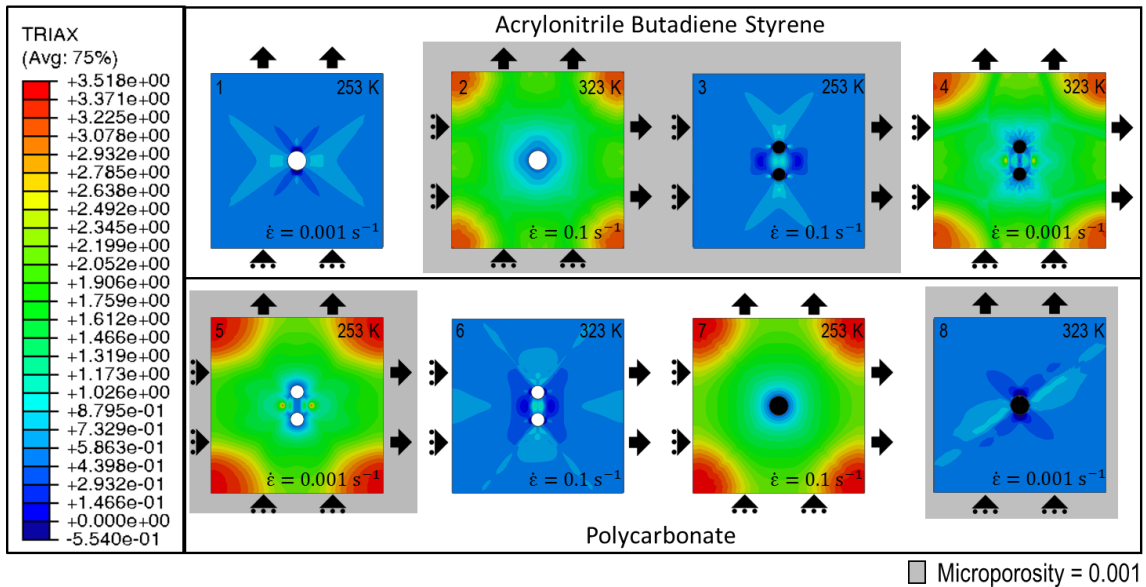 TRIAX
(Avg: 75%)
+3.518e+00
+3.371e+00
+3.225e+00
+3.078e+00
+2.932e+00
+2.785e+00
+2.638e+00
+2.492e+00
+2.345e+00
+2.199e+00
+2.052e+00
+1.906e+00
+1.759e+00
+1.612e+00
+1.466e+00
+1.319e+00
+1.173e+00
+1.026e+00
+8.795e-01
+7.329e-01
+5.863e-01
+4.398e-01
+2.932e-01
+1.466e-01
+0.000e+00
-5.540e-01
Acrylonitrile Butadiene Styrene
1 253 K
ε̇ = 0.001 s⁻¹
2 323 K
ε̇ = 0.1 s⁻¹
3 253 K
ε̇ = 0.1 s⁻¹
4 323 K
ε̇ = 0.001 s⁻¹
5 253 K
ε̇ = 0.001 s⁻¹
6 323 K
ε̇ = 0.1 s⁻¹
7 253 K
ε̇ = 0.1 s⁻¹
8 323 K
ε̇ = 0.001 s⁻¹
Polycarbonate
Microporosity = 0.001